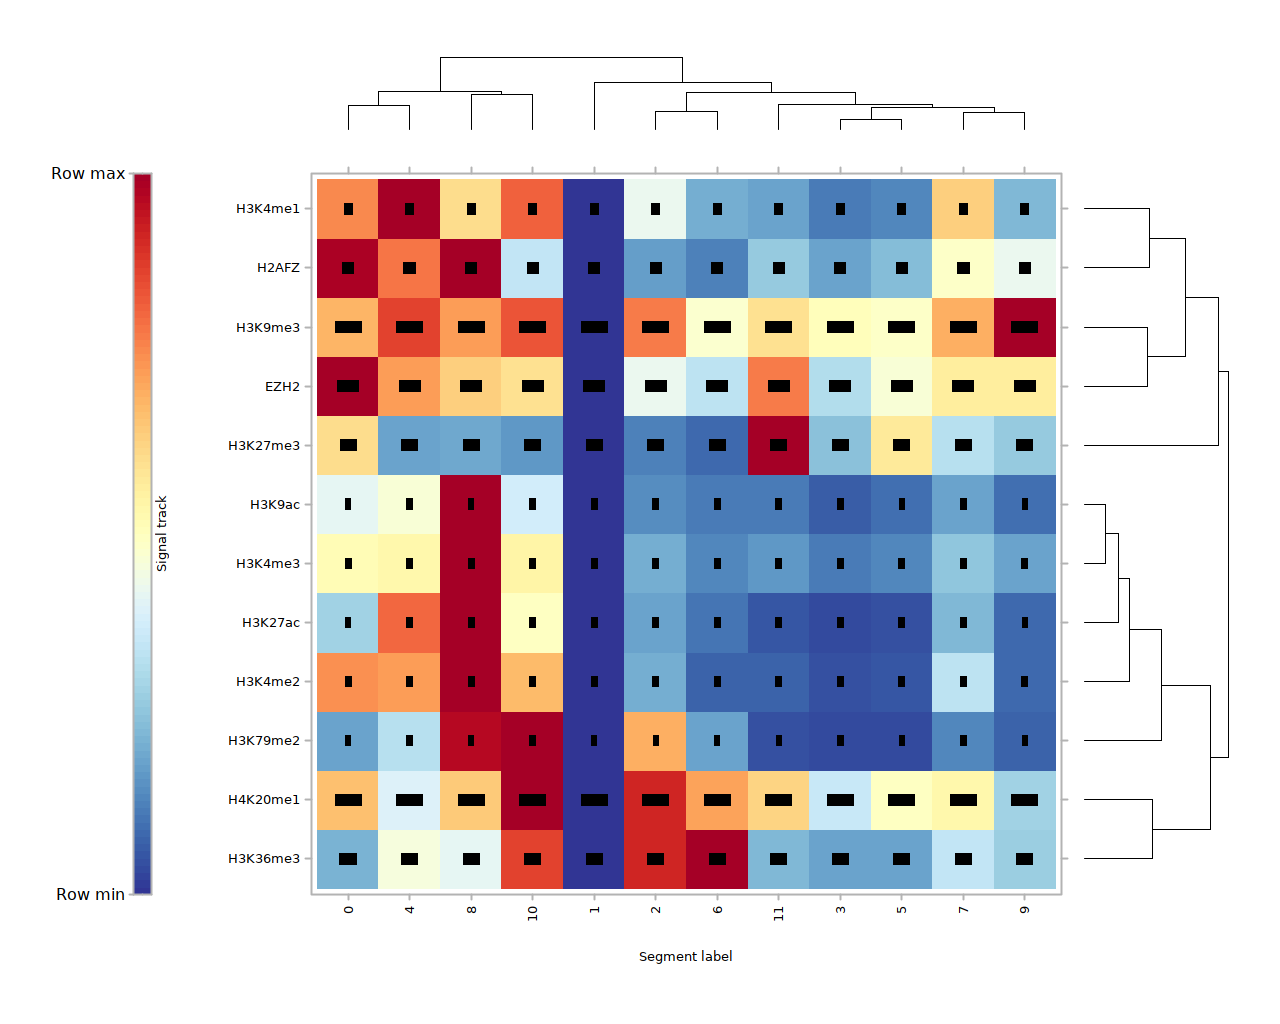 Row max
Signal track
Row min
H3K4me1
H2AFZ
H3K9me3
EZH2
H3K27me3
H3K9ac
H3K4me3
H3K27ac
H3K4me2
H3K79me2
H4K20me1
H3K36me3
0 4 8 10 1 2 6 11 3 5 7 9
Segment label